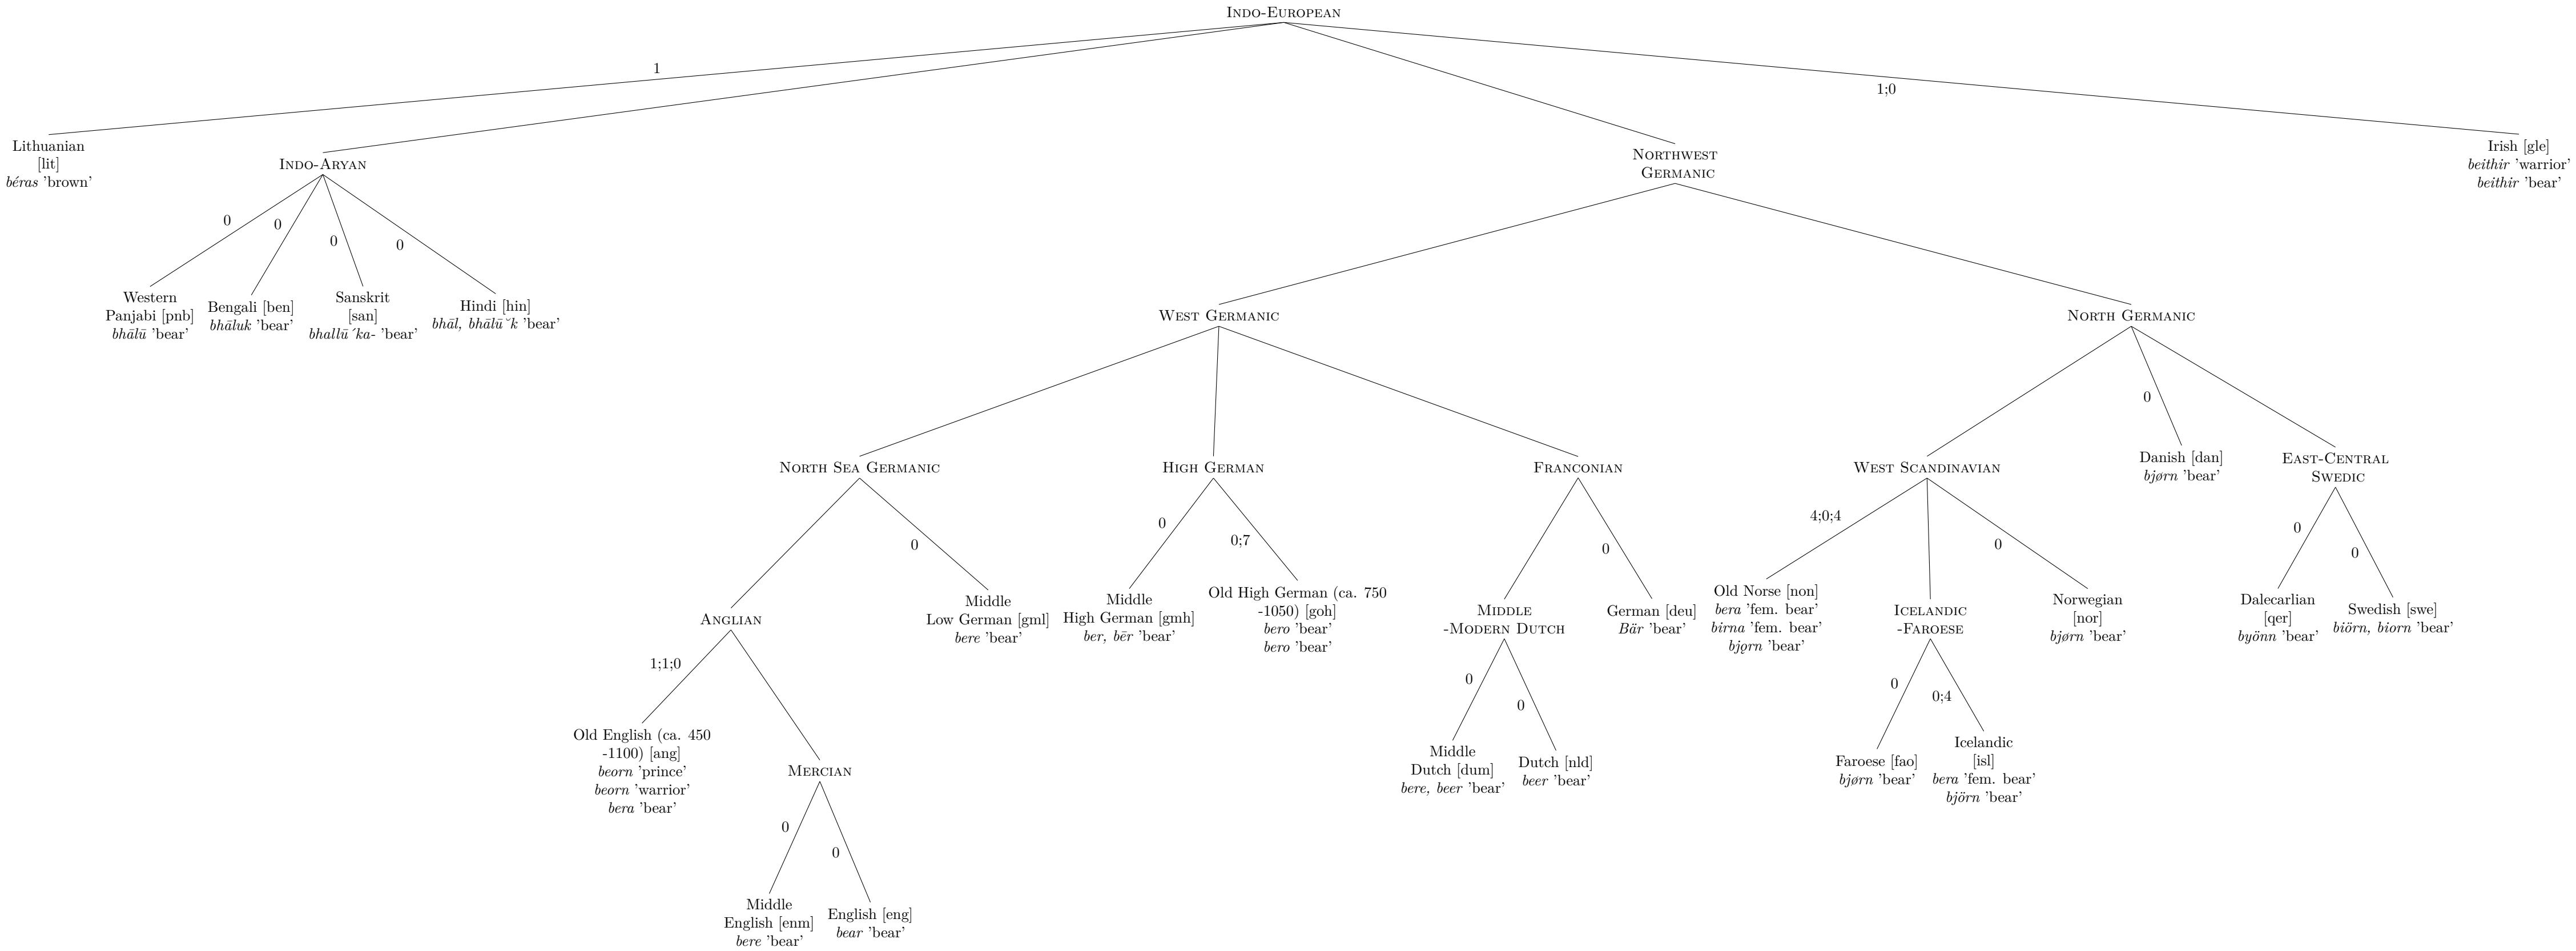 INDO-EUROPEAN
1
1;0
Lithuanian
[lit]
béras 'brown'
INDO-ARYAN
NORTHWEST
GERMANIC
Irish [gle]
beithir 'warrior'
beithir 'bear'
0
0
0
0
Western
Panjabi [pnb]
bhālū 'bear'
Bengali [ben]
bhāluk 'bear'
Sanskrit
[san]
bhallū´ka- 'bear'
Hindi [hin]
bhāl, bhālū˘k 'bear'
WEST GERMANIC
NORTH GERMANIC
0
NORTH SEA GERMANIC
HIGH GERMAN
FRANCONIAN
WEST SCANDINAVIAN
Danish [dan]
bjørn 'bear'
EAST-CENTRAL
SWEDIC
0
0
0;7
0
4;0;4
0
0
0
ANGLIAN
Middle
Low German [gml]
bere 'bear'
Middle
High German [gmh]
ber, bēr 'bear'
Old High German (ca. 750
-1050) [goh]
bero 'bear'
bero 'bear'
MIDDLE
-MODERN DUTCH
German [deu]
Bär 'bear'
Old Norse [non]
bera 'fem. bear'
birna 'fem. bear'
bjǫrn 'bear'
ICELANDIC
-FAROESE
Norwegian
[nor]
bjørn 'bear'
Dalecarlian
[qer]
byönn 'bear'
Swedish [swe]
biörn, biorn 'bear'
1;1;0
0
0
0
0;4
Old English (ca. 450
-1100) [ang]
beorn 'prince'
beorn 'warrior'
bera 'bear'
MERCIAN
Middle
Dutch [dum]
bere, beer 'bear'
Dutch [nld]
beer 'bear'
Faroese [fao]
bjørn 'bear'
Icelandic
[isl]
bera 'fem. bear'
björn 'bear'
0
0
Middle
English [enm]
bere 'bear'
English [eng]
bear 'bear'